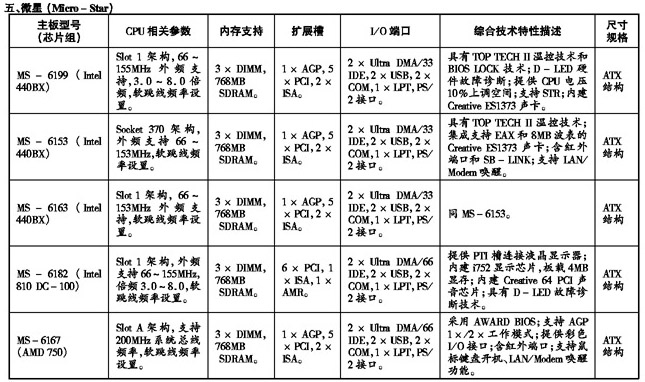 五、微星 (Micro－Star)
主板型号
(芯片组)
CPU 相关参数
内存支持
扩展槽
I/O 端口
综合技术特性描述
尺寸
规格
MS － 6199 (Intel
440BX)
Slot 1 架构, 66～
155MHz 外频支
持, 3.0～8.0 倍
频,软跳线频率设
置。
3 × DIMM,
768MB
SDRAM。
1 × AGP, 5
× PCI, 2 ×
ISA。
2 × Ultra DMA/33
IDE, 2 × USB, 2 ×
COM, 1 × LPT, PS/
2 接口。
具有 TOP TECH II 温控技术和
BIOS LOCK 技术; D－LED 硬
件故障诊断; 提供 CPU 电压
10%上调空间;支持 STR;内建
Creative ES1373 声卡。
ATX
结构
MS － 6153 (Intel
440BX)
Socket 370 架构,
外频支持 66～
153MHz,软跳线频
率设置。
3 × DIMM,
768MB
SDRAM。
1 × AGP, 5
× PCI, 2 ×
ISA。
2 × Ultra DMA/33
IDE, 2 × USB, 2 ×
COM, 1 × LPT, PS/
2 接口。
具有 TOP TECH II 温控技术;
集成支持 EAX 和 8MB 波表的
Creative ES1373 声卡;含红外
端口和 SB－LINK;支持 LAN/
Modem 唤醒。
ATX
结构
MS － 6163 (Intel
440BX)
Slot 1 架构, 66～
153MHz 外频支
持,软跳线频率设
置。
3 × DIMM,
768MB
SDRAM。
1 × AGP, 5
× PCI, 2 ×
ISA。
2 × Ultra DMA/33
IDE, 2 × USB, 2 ×
COM, 1 × LPT, PS/
2 接口。
同 MS－6153。
ATX
结构
MS － 6182 (Intel
810 DC－100)
Slot 1 架构, 外频
支持 66～155MHz,
倍频 3.0～8.0,软
跳线频率设置。
3 × DIMM,
768MB
SDRAM。
6 × PCI, 1
× ISA, 1 ×
AMR。
2 × Ultra DMA/66
IDE, 2 × USB, 2 ×
COM, 1 × LPT, PS/
2 接口。
提供 PTI 槽连接液晶显示器;
内建 i752 显示芯片,板载 4MB
显存;内建 Creative 64 PCI 声
音芯片;具有 D－LED 故障诊
断技术。
ATX
结构
MS－6167
(AMD 750)
Slot A 架构, 支持
200MHz 系统总线
频率,软跳线频率
设置。
3 × DIMM,
768MB
SDRAM。
1 × AGP, 5
× PCI, 2 ×
ISA。
2 × Ultra DMA/66
IDE, 2 × USB, 2 ×
COM, 1 × LPT, PS/
2 接口。
采用 AWARD BIOS;支持 AGP
1×/2× 工作模式;提供彩色
I/O 接口;含红外端口;支持鼠
标键盘开机、LAN/Modem 唤醒
功能。
ATX
结构